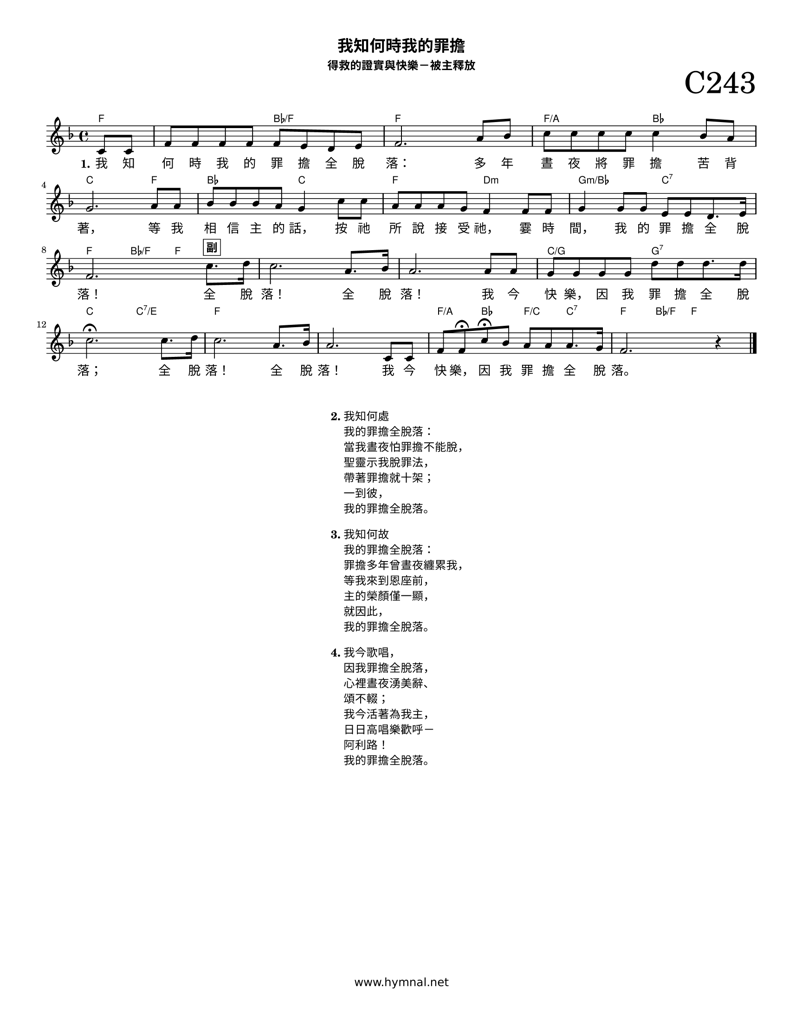 我知何時我的罪擔
得救的證實與快樂－被主釋放
C243
F B♭/F F F/A B♭
1. 我 知 何 時 我 的 罪 擔 全 脫 落： 多 年 晝 夜 將 罪 擔 苦 背
4 C F B♭ C F Dm Gm/B♭ C7
著， 等 我 相 信 主 的 話， 按 祂 所 說 接 受 祂， 霎 時 間， 我 的 罪 擔 全 脫
8 F B♭/F F 副 C/G G7
落！ 全 脫 落！ 全 脫 落！ 我 今 快 樂，因 我 罪 擔 全 脫
12 C C7/E F F/A B♭ F/C C7 F B♭/F F
落； 全 脫 落！ 全 脫 落！ 我 今 快 樂，因 我 罪 擔 全 脫 落。
2. 我知何處
我的罪擔全脫落：
當我晝夜怕罪擔不能脫，
聖靈示我脫罪法，
帶著罪擔就十架；
一到彼，
我的罪擔全脫落。
3. 我知何故
我的罪擔全脫落：
罪擔多年曾晝夜纏累我，
等我來到恩座前，
主的榮顏僅一顯，
就因此，
我的罪擔全脫落。
4. 我今歌唱，
因我罪擔全脫落，
心裡晝夜湧美辭、
頌不輟；
我今活著為我主，
日日高唱樂歡呼－
阿利路！
我的罪擔全脫落。
www.hymnal.net